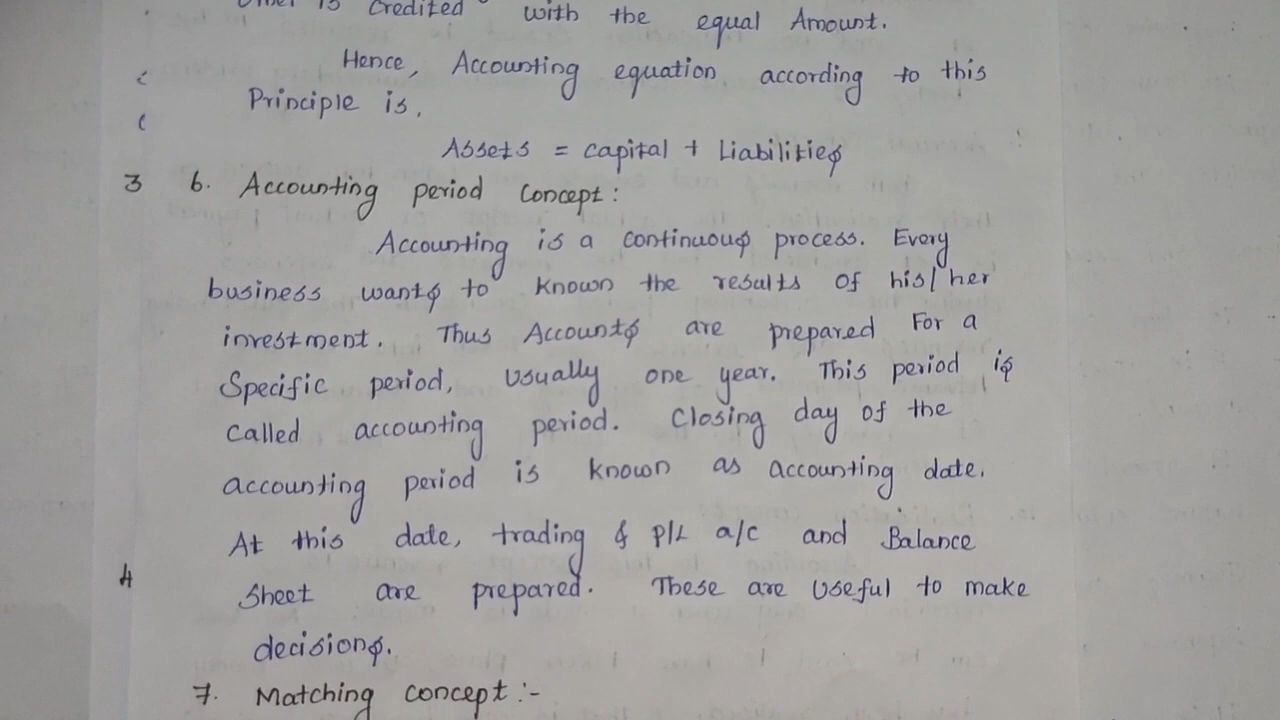 is Credited with the equal Amount.
Hence, Accounting equation according to this
Principle is,
Assets = capital + Liabilities
3 6. Accounting period Concept:
Accounting is a continuous process. Every
business wants to known the results of his/her
investment. Thus Accounts are prepared For a
Specific period, Usually one year. This period is
Called accounting period. Closing day of the
accounting period is known as accounting date.
At this date, trading & P/L a/c and Balance
Sheet are prepared. These are Useful to make
decisions.
7. Matching concept:-